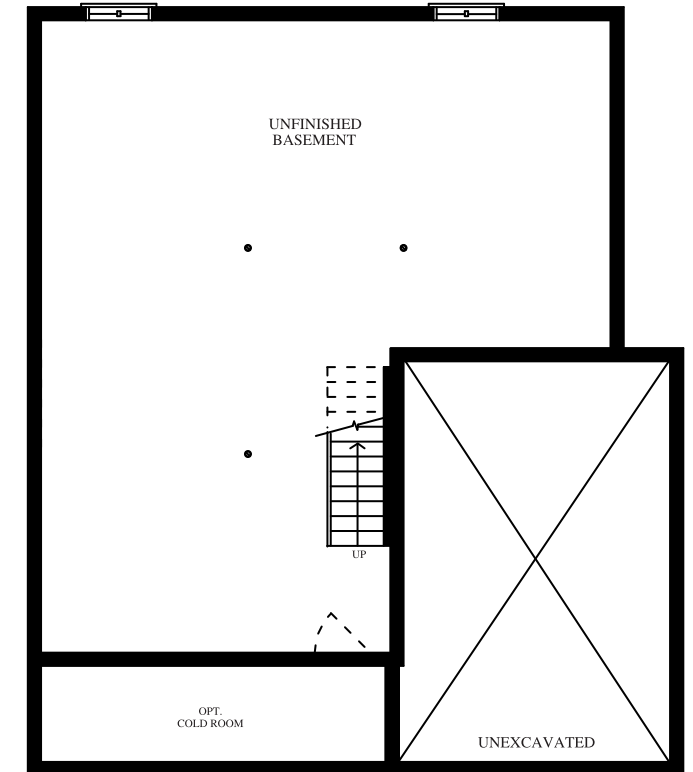 UNFINISHED
BASEMENT
UP
OPT.
COLD ROOM
UNEXCAVATED